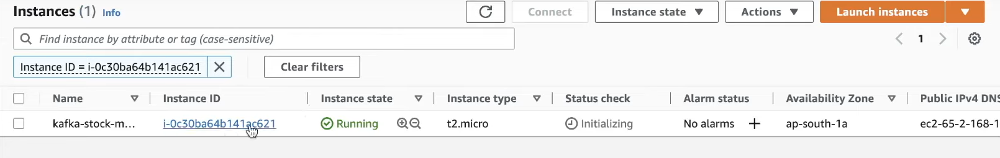 Instances (1) Info Connect Instance state Actions Launch instances
Find instance by attribute or tag (case-sensitive) 1
Instance ID = i-0c30ba64b141ac621 Clear filters
Name Instance ID Instance state Instance type Status check Alarm status Availability Zone Public IPv4 DNS
kafka-stock-m... i-0c30ba64b141ac621 Running t2.micro Initializing No alarms + ap-south-1a ec2-65-2-168-1